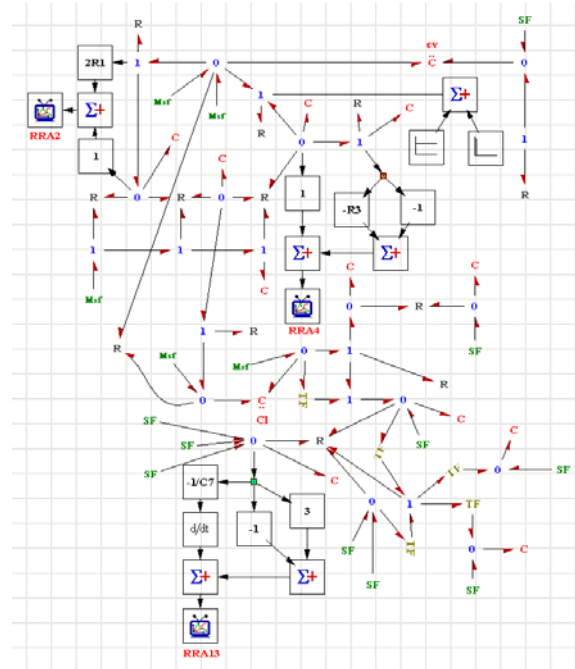 R
SF
cv
2R1 1 0 C 0
1 Σ+
Σ+ Msf Msf C R C
RRA2 R
1 0 1 1
C C
1
R 0 R 0 R -R3 -1 R
1 1 1 Σ+ Σ+
C C C
Msf RRA4
0 R 0
Msf 1 R
R Msf 0 1 SF
R
0 C TF 1 0
SF Cl C
0 R SF C
SF TF
SF C TF 0 SF
-1/C7 3 0 1 TF
d/dt -1
SF TF
0 C
Σ+ Σ+ SF
SF
RRA13